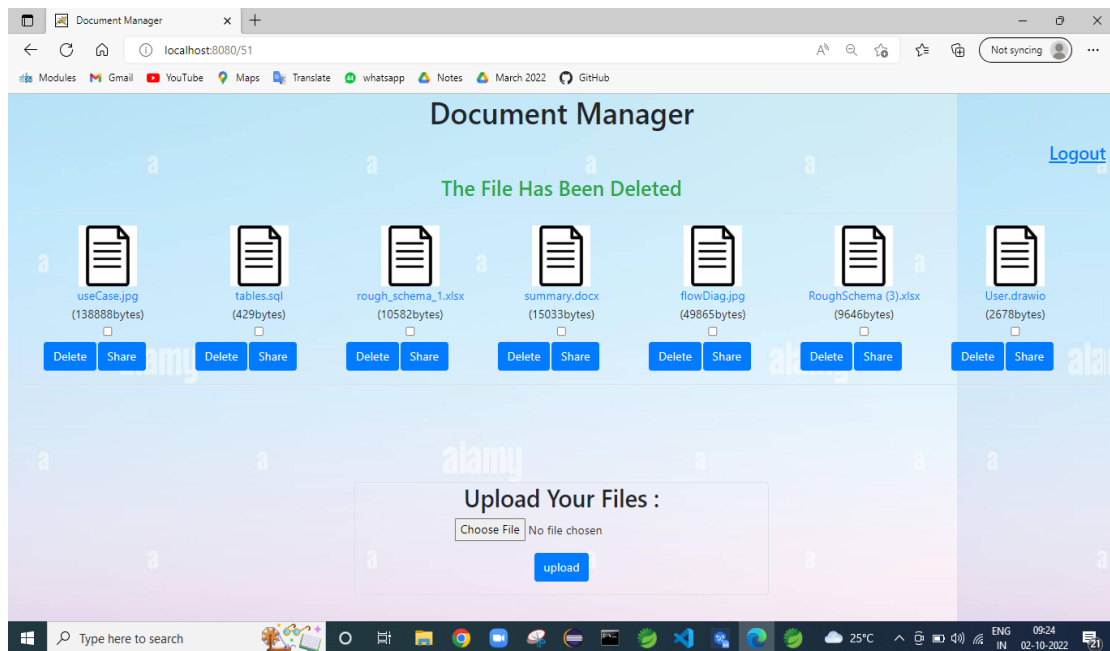 Document Manager
localhost:8080/51
Not syncing
Modules Gmail YouTube Maps Translate whatsapp Notes March 2022 GitHub
Document Manager
Logout
The File Has Been Deleted
useCase.jpg tables.sql rough_schema_1.xlsx summary.docx flowDiag.jpg RoughSchema (3).xlsx User.drawio
(138888bytes) (429bytes) (10582bytes) (15033bytes) (49865bytes) (9646bytes) (2678bytes)
Delete Share Delete Share Delete Share Delete Share Delete Share Delete Share Delete Share
alamy
Upload Your Files :
Choose File No file chosen
upload
Type here to search
25°C
ENG
IN
09:24
02-10-2022
21